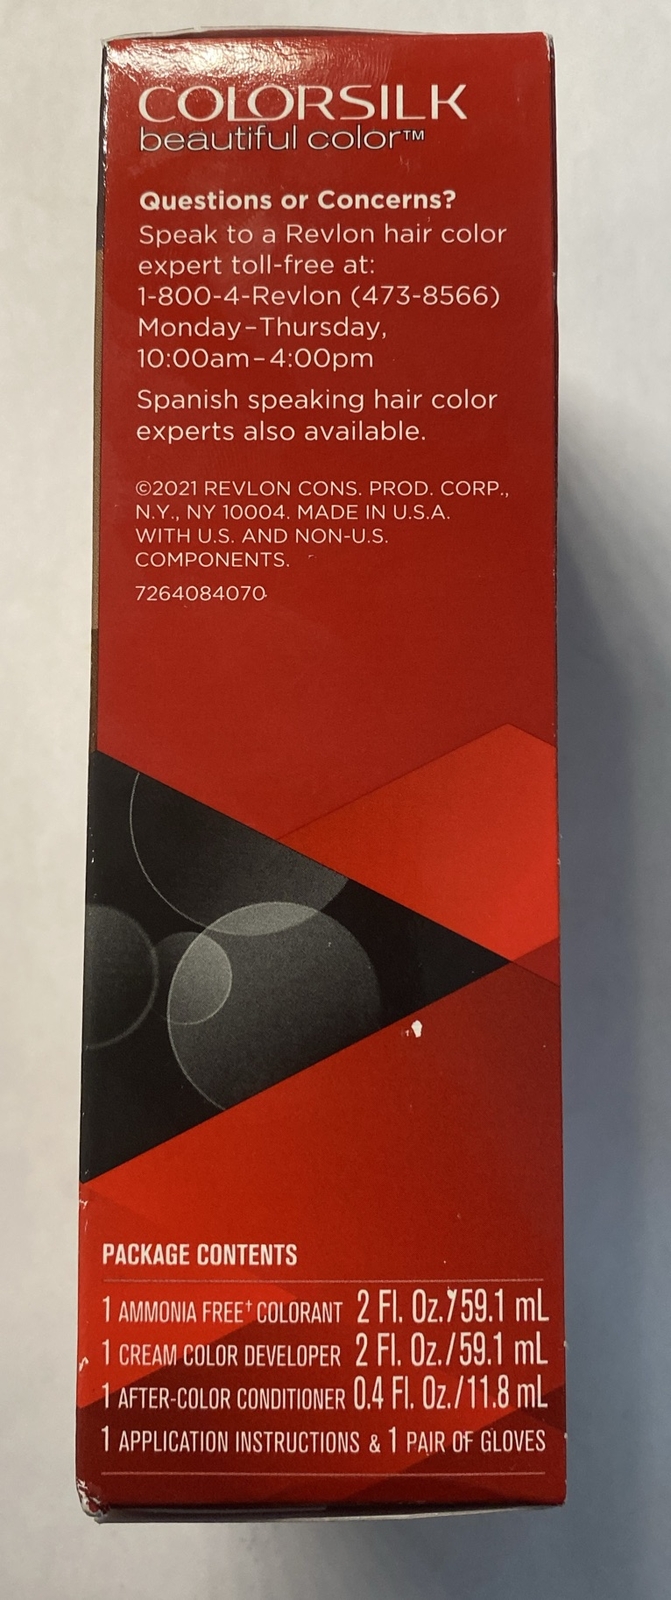 COLORSILK
beautiful color™
Questions or Concerns?
Speak to a Revlon hair color
expert toll-free at:
1-800-4-Revlon (473-8566)
Monday–Thursday,
10:00am–4:00pm
Spanish speaking hair color
experts also available.
©2021 REVLON CONS. PROD. CORP.,
N.Y., NY 10004. MADE IN U.S.A.
WITH U.S. AND NON-U.S.
COMPONENTS.
7264084070
PACKAGE CONTENTS
1 AMMONIA FREE⁺ COLORANT 2 Fl. Oz./59.1 mL
1 CREAM COLOR DEVELOPER 2 Fl. Oz./59.1 mL
1 AFTER-COLOR CONDITIONER 0.4 Fl. Oz./11.8 mL
1 APPLICATION INSTRUCTIONS & 1 PAIR OF GLOVES